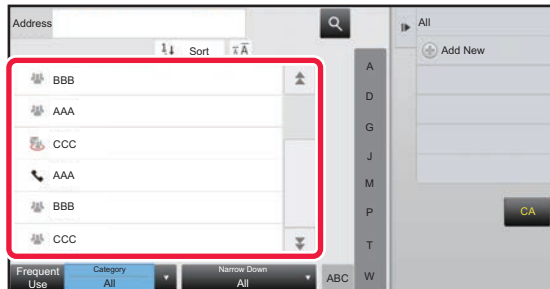 Address
All
Sort
Add New
BBB
AAA
CCC
AAA
BBB
CCC
A
D
G
J
M
P
T
W
CA
Frequent
Use
Category
All
Narrow Down
All
ABC